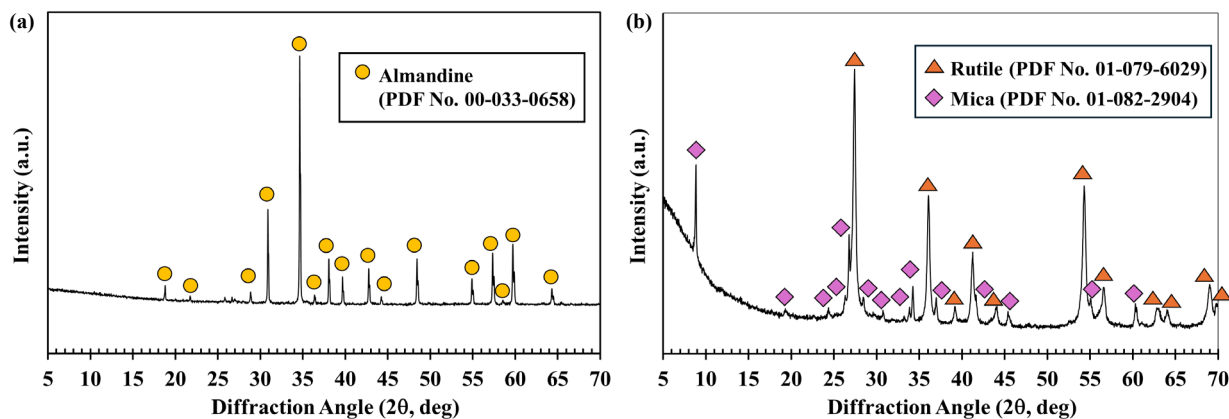 (a)
Almandine
(PDF No. 00-033-0658)
Intensity (a.u.)
5 10 15 20 25 30 35 40 45 50 55 60 65 70
Diffraction Angle (2θ, deg)
(b)
Rutile (PDF No. 01-079-6029)
Mica (PDF No. 01-082-2904)
Intensity (a.u.)
5 10 15 20 25 30 35 40 45 50 55 60 65 70
Diffraction Angle (2θ, deg)